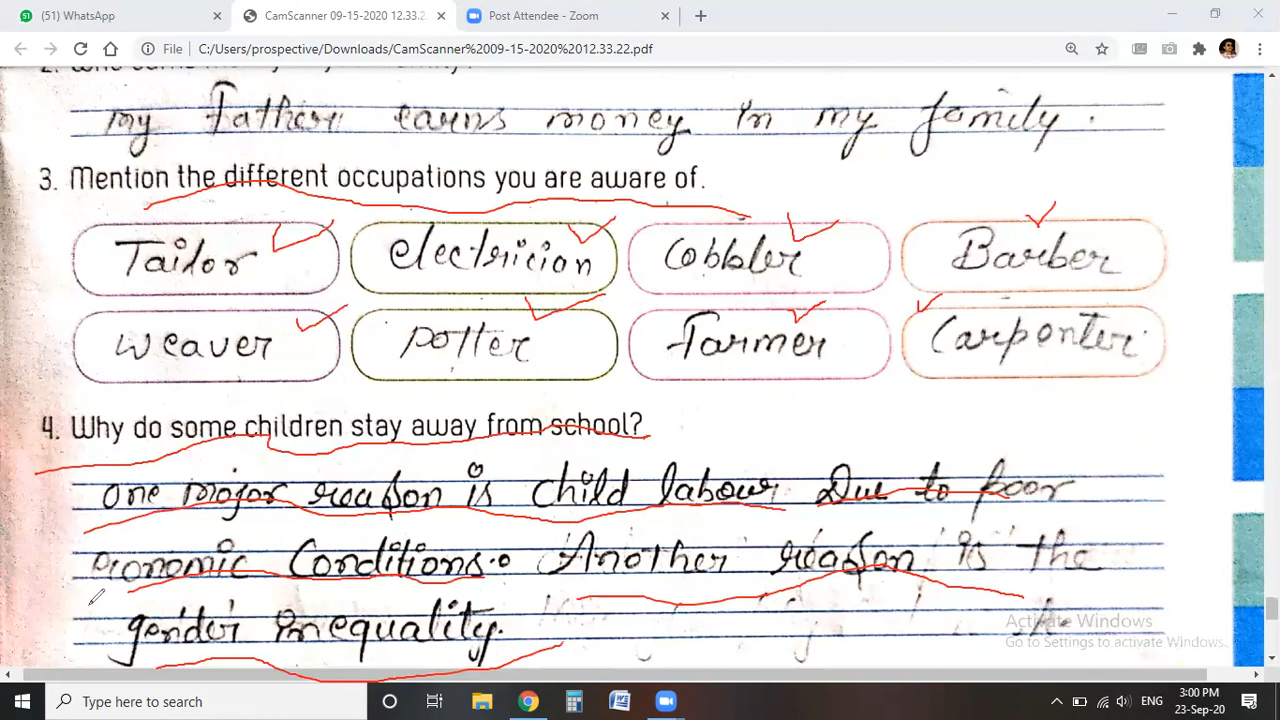 (51) WhatsApp
CamScanner 09-15-2020 12.33.2
Post Attendee - Zoom
File C:/Users/prospective/Downloads/CamScanner%2009-15-2020%2012.33.22.pdf
my Father earns money in my family.
3. Mention the different occupations you are aware of.
Tailor electrician Cobbler Barber
weaver potter Farmer Carpenter
4. Why do some children stay away from school?
one major reason is child labour Due to poor
economic Conditions. Another reason is the
gender inequality.
Activate Windows
Go to Settings to activate Windows.
Type here to search
ENG
3:00 PM
23-Sep-20